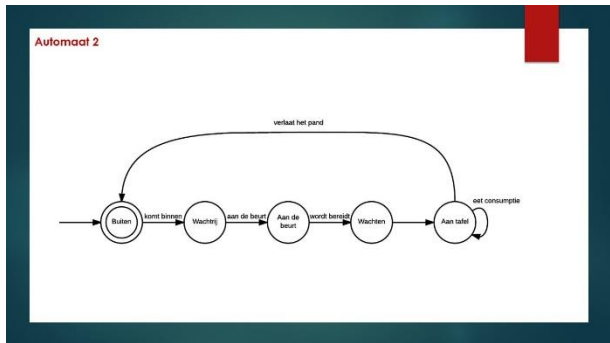 Automaat 2
verlaat het pand
eet consumptie
komt binnen
aan de beurt
wordt bereidt
Buiten
Wachtrij
Aan de
beurt
Wachten
Aan tafel